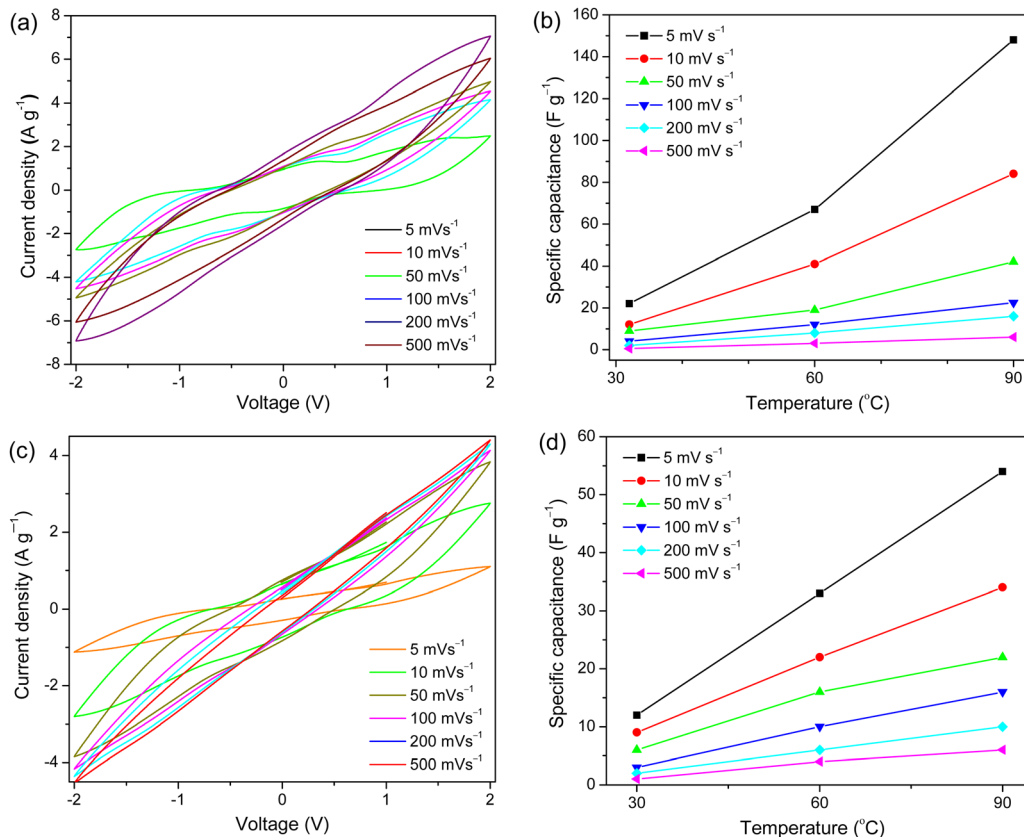 (a)
Current density (A g⁻¹)
8
6
4
2
0
-2
-4
-6
-8
-2
-1
0
1
2
Voltage (V)
5 mVs⁻¹
10 mVs⁻¹
50 mVs⁻¹
100 mVs⁻¹
200 mVs⁻¹
500 mVs⁻¹
(b)
Specific capacitance (F g⁻¹)
160
140
120
100
80
60
40
20
0
30
60
90
Temperature (°C)
5 mV s⁻¹
10 mV s⁻¹
50 mV s⁻¹
100 mV s⁻¹
200 mV s⁻¹
500 mV s⁻¹
(c)
Current density (A g⁻¹)
4
2
0
-2
-4
-2
-1
0
1
2
Voltage (V)
5 mVs⁻¹
10 mVs⁻¹
50 mVs⁻¹
100 mVs⁻¹
200 mVs⁻¹
500 mVs⁻¹
(d)
Specific capacitance (F g⁻¹)
60
50
40
30
20
10
0
30
60
90
Temperature (°C)
5 mV s⁻¹
10 mV s⁻¹
50 mV s⁻¹
100 mV s⁻¹
200 mV s⁻¹
500 mV s⁻¹